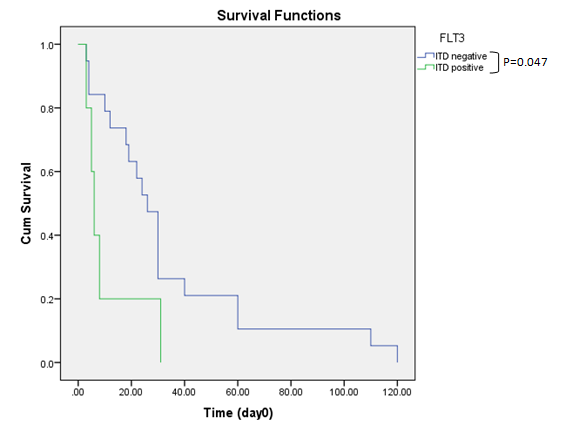 Survival Functions
FLT3
ITD negative
ITD positive
P=0.047
1.0
0.8
0.6
0.4
0.2
0.0
Cum Survival
.00 20.00 40.00 60.00 80.00 100.00 120.00
Time (day0)